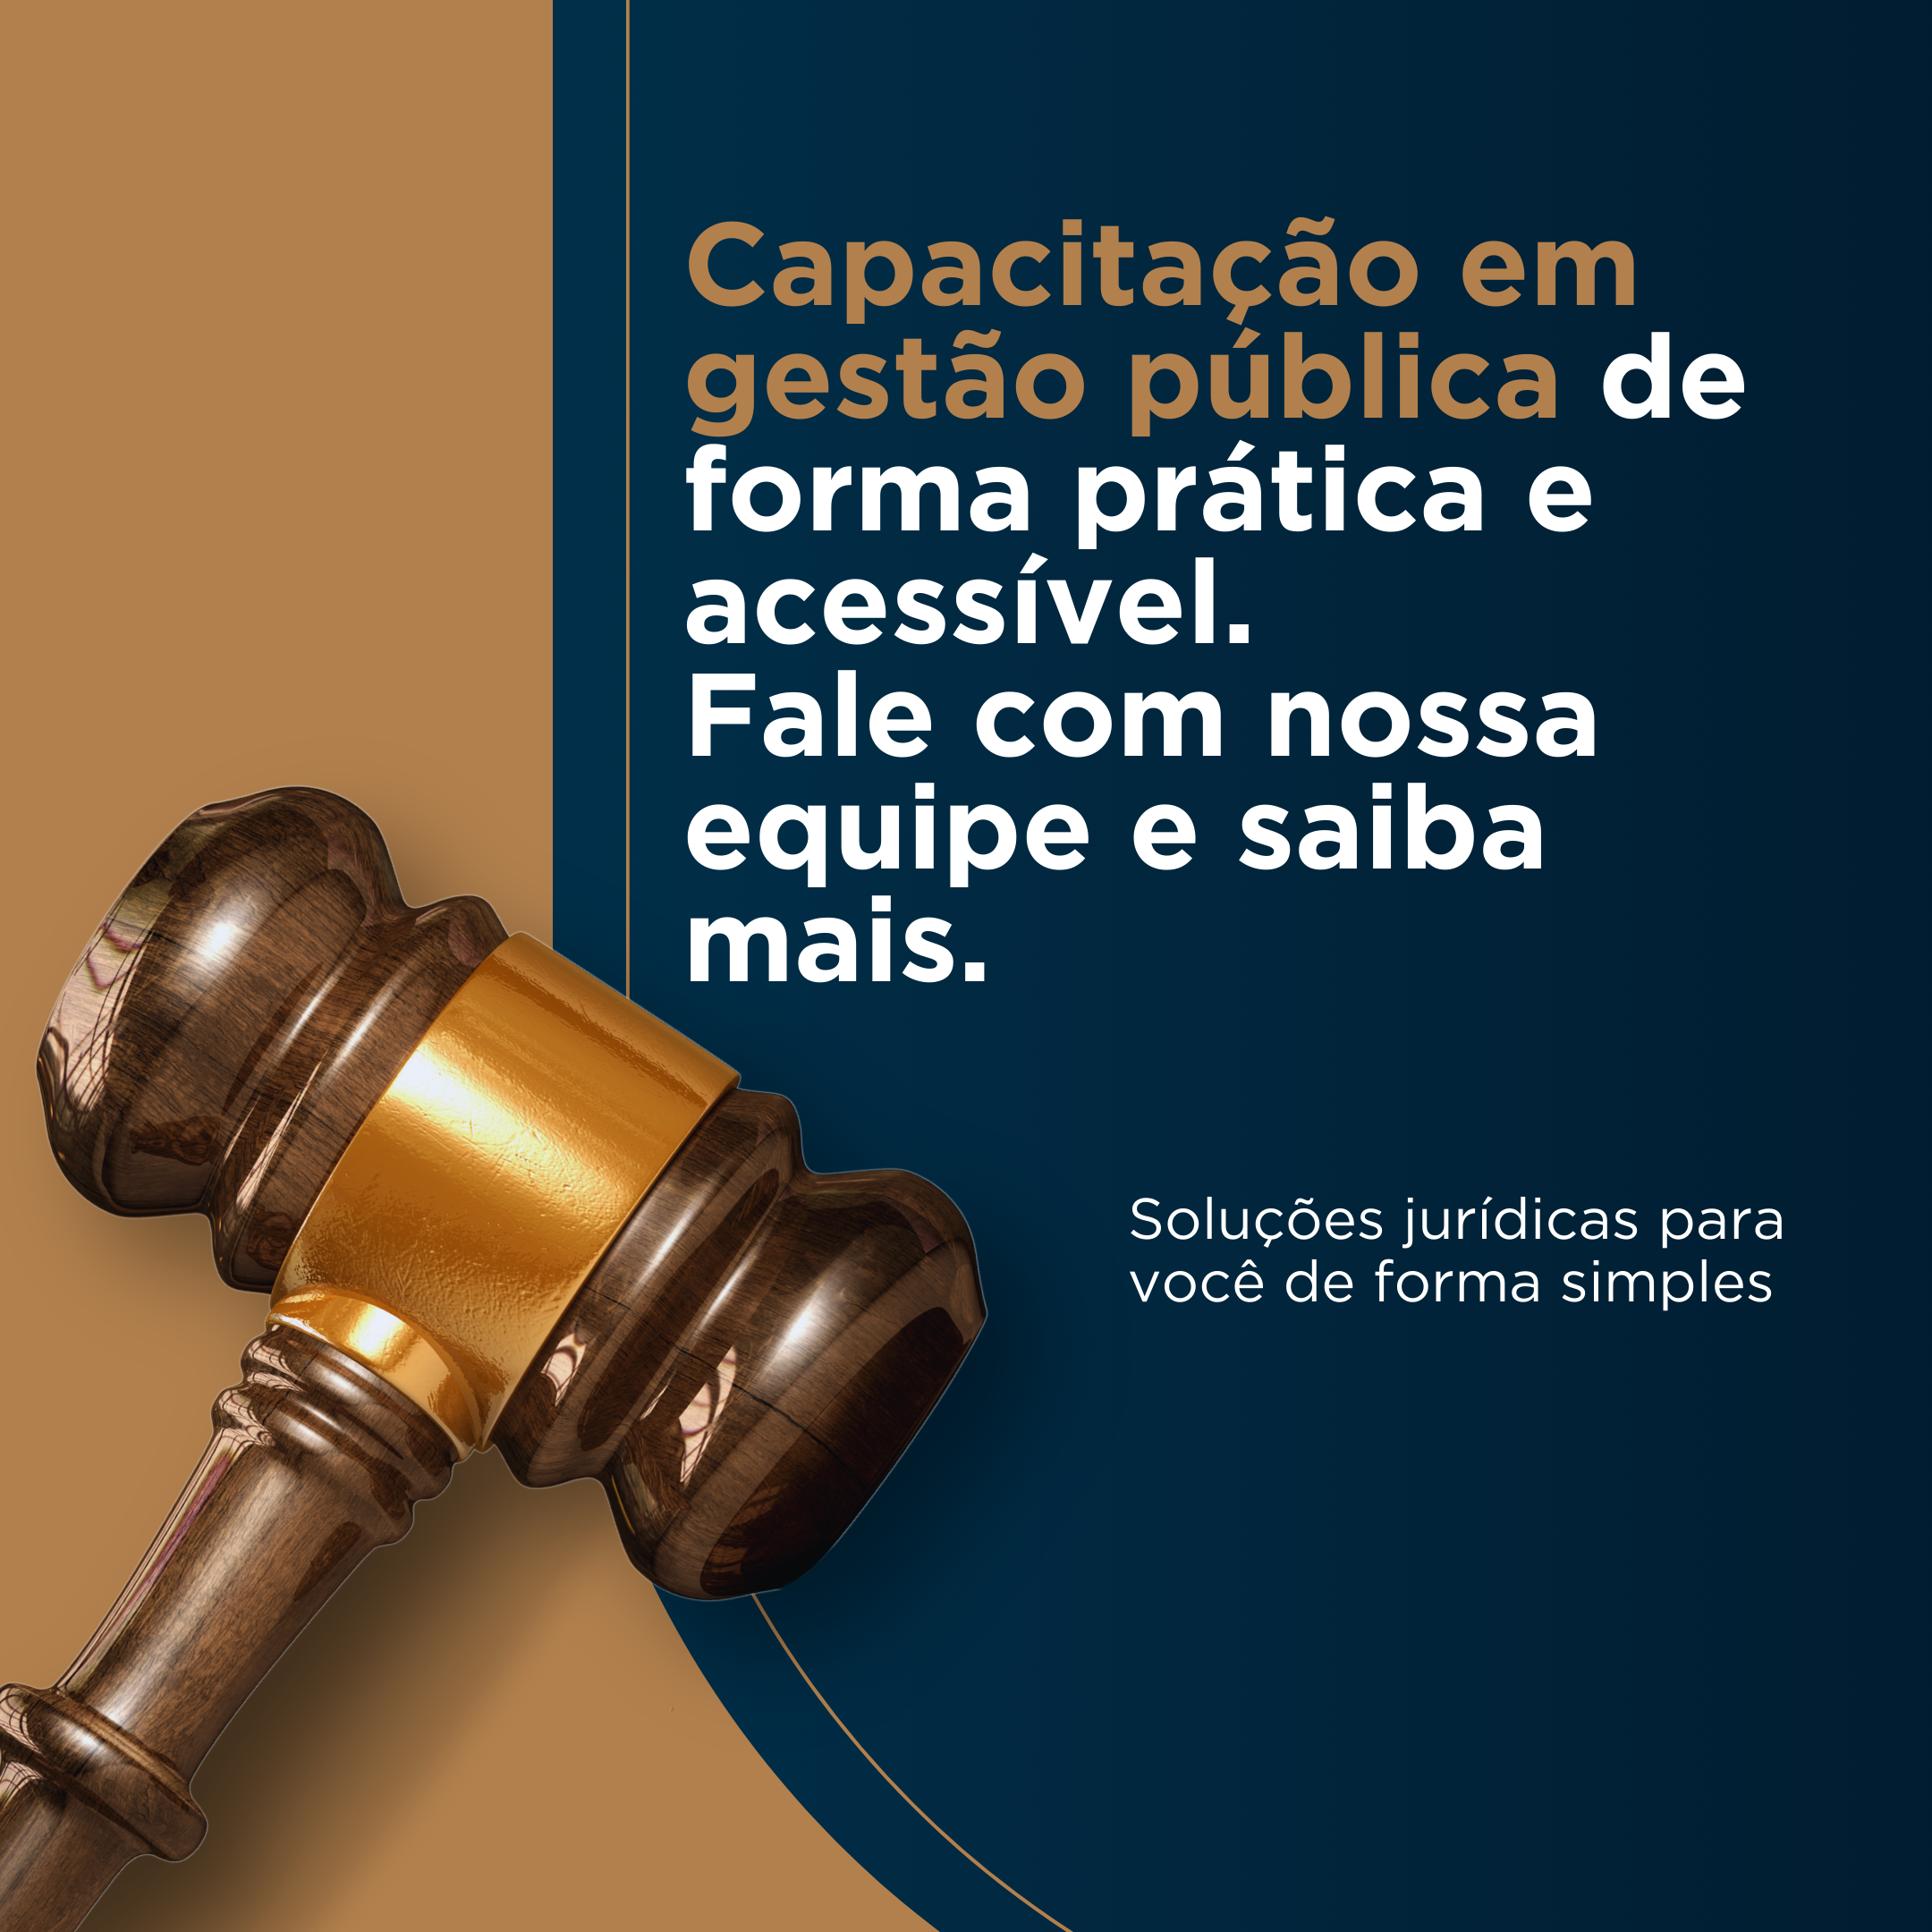 Capacitação em
gestão pública de
forma prática e
acessível.
Fale com nossa
equipe e saiba
mais.
Soluções jurídicas para
você de forma simples